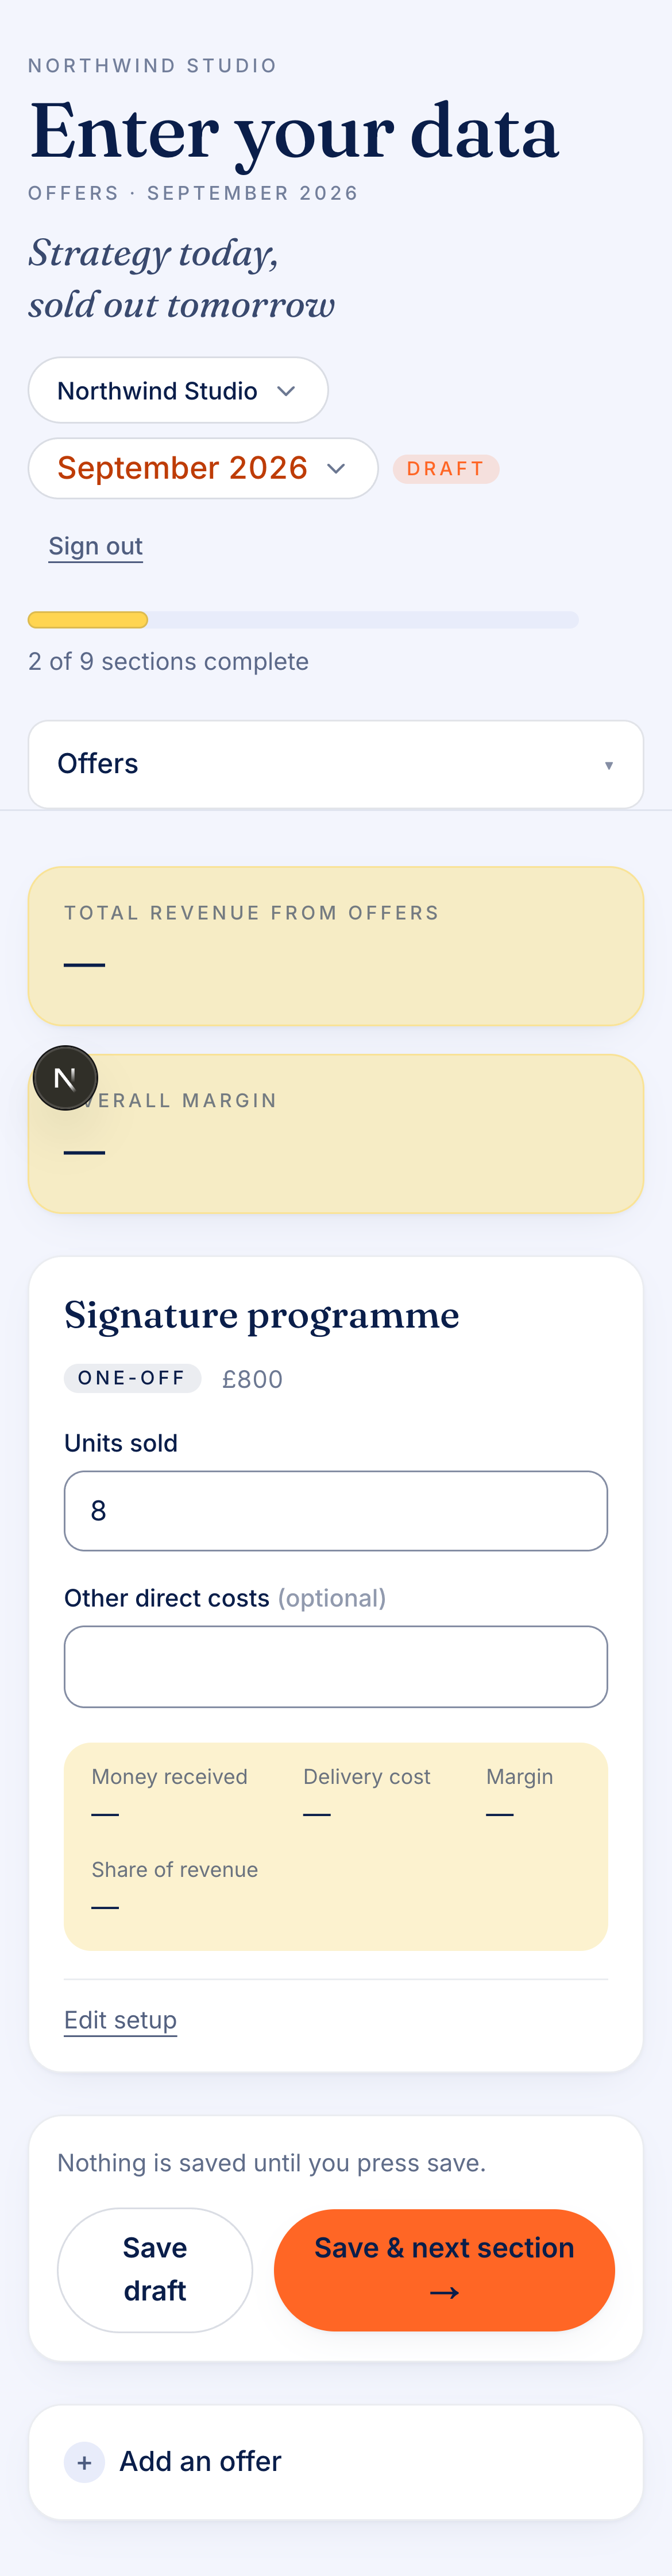 NORTHWIND STUDIO
Enter your data
OFFERS · SEPTEMBER 2026
Strategy today,
sold out tomorrow
Northwind Studio
September 2026
DRAFT
Sign out
2 of 9 sections complete
Offers
TOTAL REVENUE FROM OFFERS
—
N
VERALL MARGIN
—
Signature programme
ONE-OFF £800
Units sold
8
Other direct costs (optional)
Money received Delivery cost Margin
— — —
Share of revenue
—
Edit setup
Nothing is saved until you press save.
Save
draft
Save & next section
→
+ Add an offer